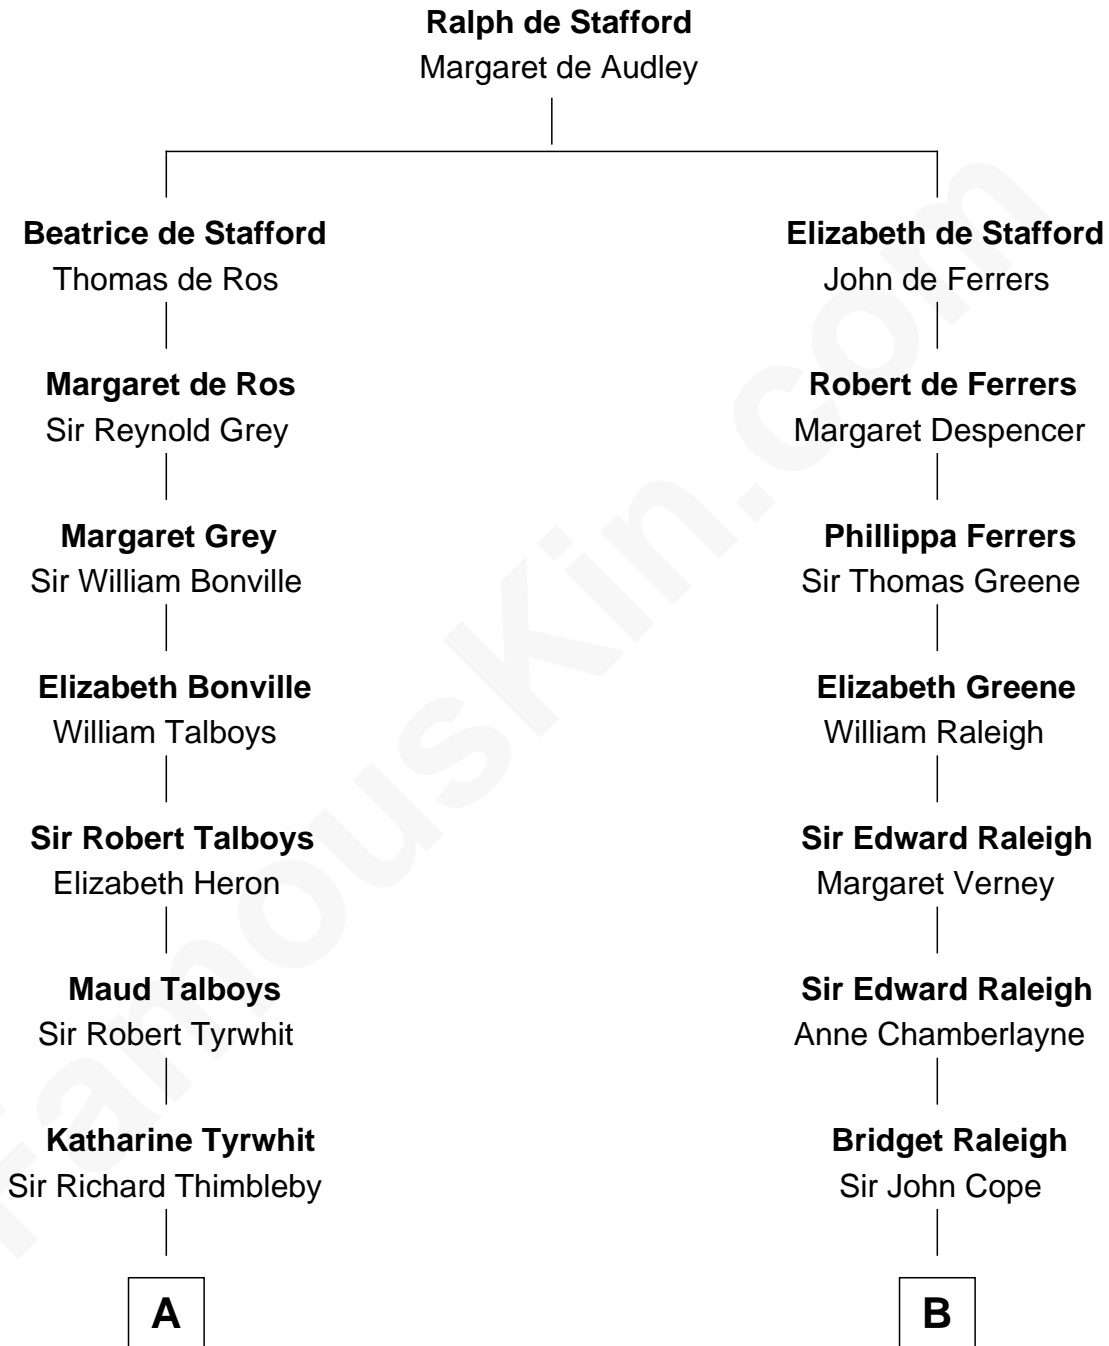 Ralph de Stafford
Margaret de Audley
Beatrice de Stafford
Thomas de Ros
Elizabeth de Stafford
John de Ferrers
Margaret de Ros
Sir Reynold Grey
Robert de Ferrers
Margaret Despencer
Margaret Grey
Sir William Bonville
Phillippa Ferrers
Sir Thomas Greene
Elizabeth Bonville
William Talboys
Elizabeth Greene
William Raleigh
Sir Robert Talboys
Elizabeth Heron
Sir Edward Raleigh
Margaret Verney
Maud Talboys
Sir Robert Tyrwhit
Sir Edward Raleigh
Anne Chamberlayne
Katharine Tyrwhit
Sir Richard Thimbleby
Bridget Raleigh
Sir John Cope
A
B
FamousKin.com